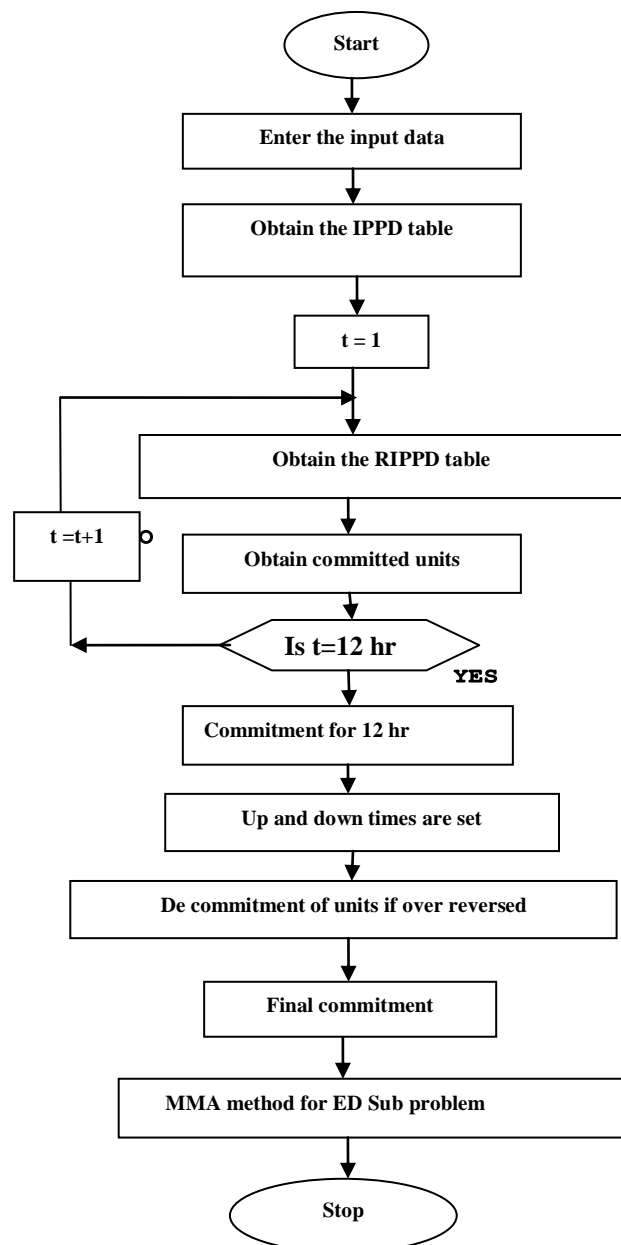 Start
Enter the input data
Obtain the IPPD table
t = 1
Obtain the RIPPD table
t =t+1
Obtain committed units
Is t=12 hr
YES
Commitment for 12 hr
Up and down times are set
De commitment of units if over reversed
Final commitment
MMA method for ED Sub problem
Stop